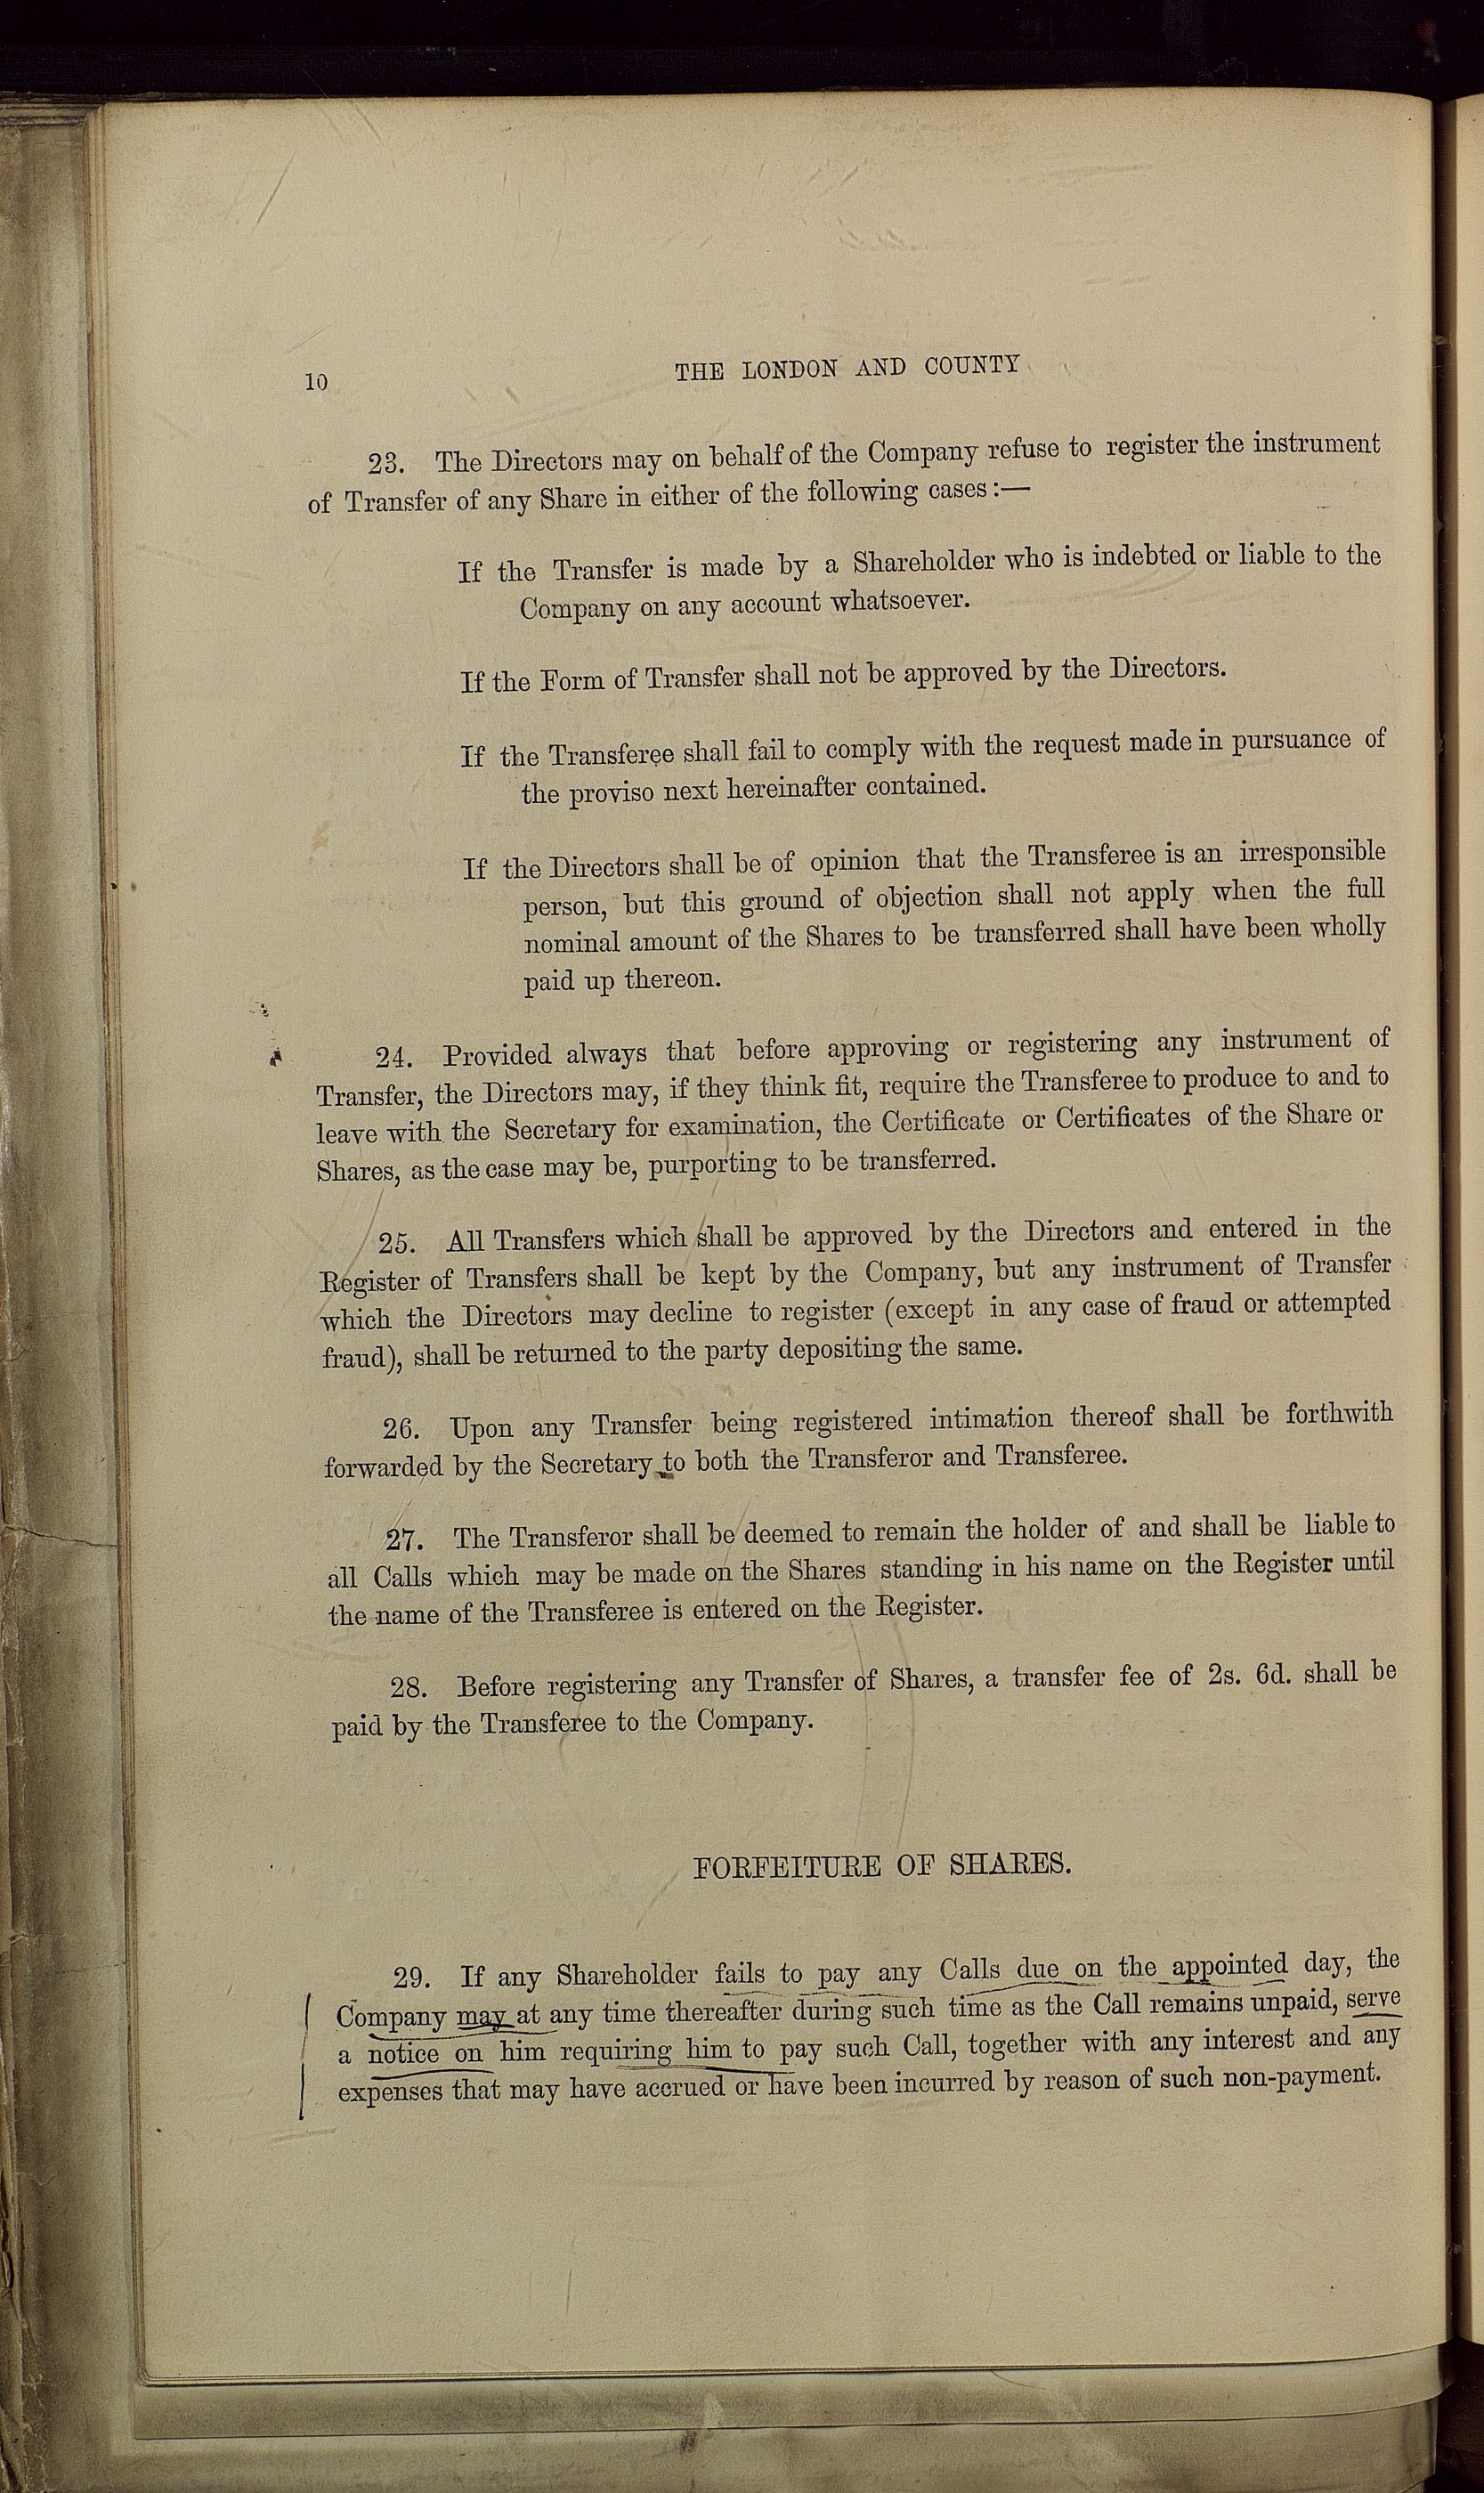 10
THE LONDON AND COUNTY
23. The Directors may on behalf of the Company refuse to register the instrument
of Transfer of any Share in either of the following cases:—
If the Transfer is made by a Shareholder who is indebted or liable to the
Company on any account whatsoever.
If the Form of Transfer shall not be approved by the Directors.
If the Transferee shall fail to comply with the request made in pursuance of
the proviso next hereinafter contained.
If the Directors shall be of opinion that the Transferee is an irresponsible
person, but this ground of objection shall not apply when the full
nominal amount of the Shares to be transferred shall have been wholly
paid up thereon.
24. Provided always that before approving or registering any instrument of
Transfer, the Directors may, if they think fit, require the Transferee to produce to and to
leave with the Secretary for examination, the Certificate or Certificates of the Share or
Shares, as the case may be, purporting to be transferred.
25. All Transfers which shall be approved by the Directors and entered in the
Register of Transfers shall be kept by the Company, but any instrument of Transfer
which the Directors may decline to register (except in any case of fraud or attempted
fraud), shall be returned to the party depositing the same.
26. Upon any Transfer being registered intimation thereof shall be forthwith
forwarded by the Secretary to both the Transferor and Transferee.
27. The Transferor shall be deemed to remain the holder of and shall be liable to
all Calls which may be made on the Shares standing in his name on the Register until
the name of the Transferee is entered on the Register.
28. Before registering any Transfer of Shares, a transfer fee of 2s. 6d. shall be
paid by the Transferee to the Company.
FORFEITURE OF SHARES.
29. If any Shareholder fails to pay any Calls due on the appointed day, the
Company may at any time thereafter during such time as the Call remains unpaid, serve
a notice on him requiring him to pay such Call, together with any interest and any
expenses that may have accrued or have been incurred by reason of such non-payment.